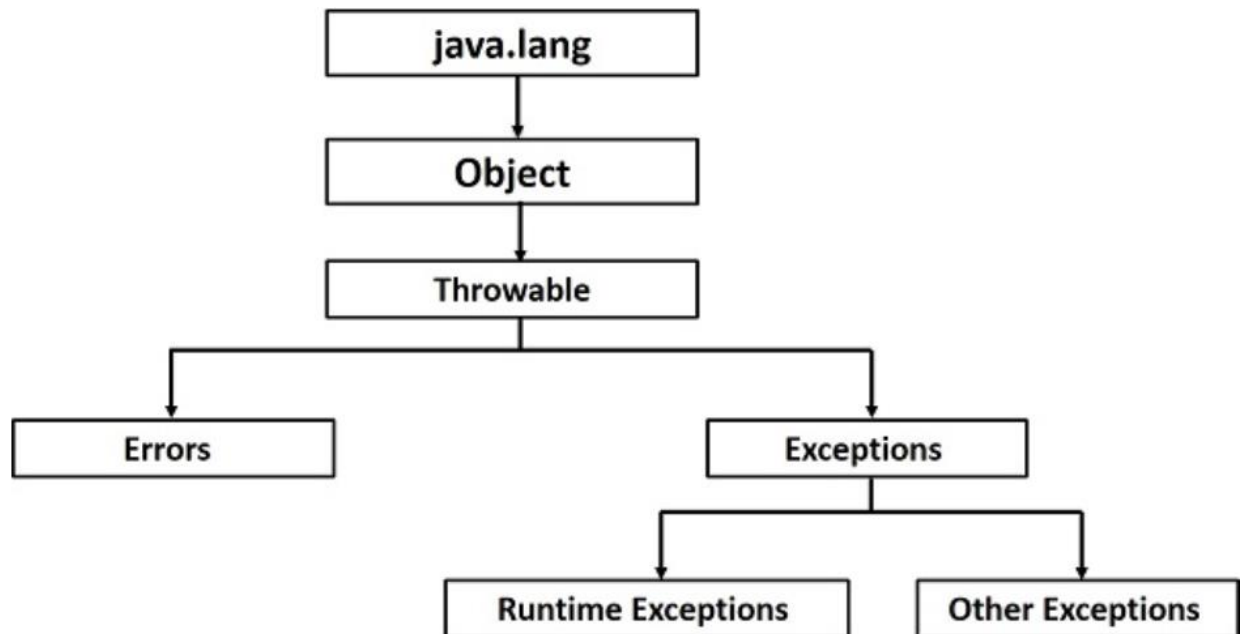 java.lang
Object
Throwable
Errors
Exceptions
Runtime Exceptions
Other Exceptions